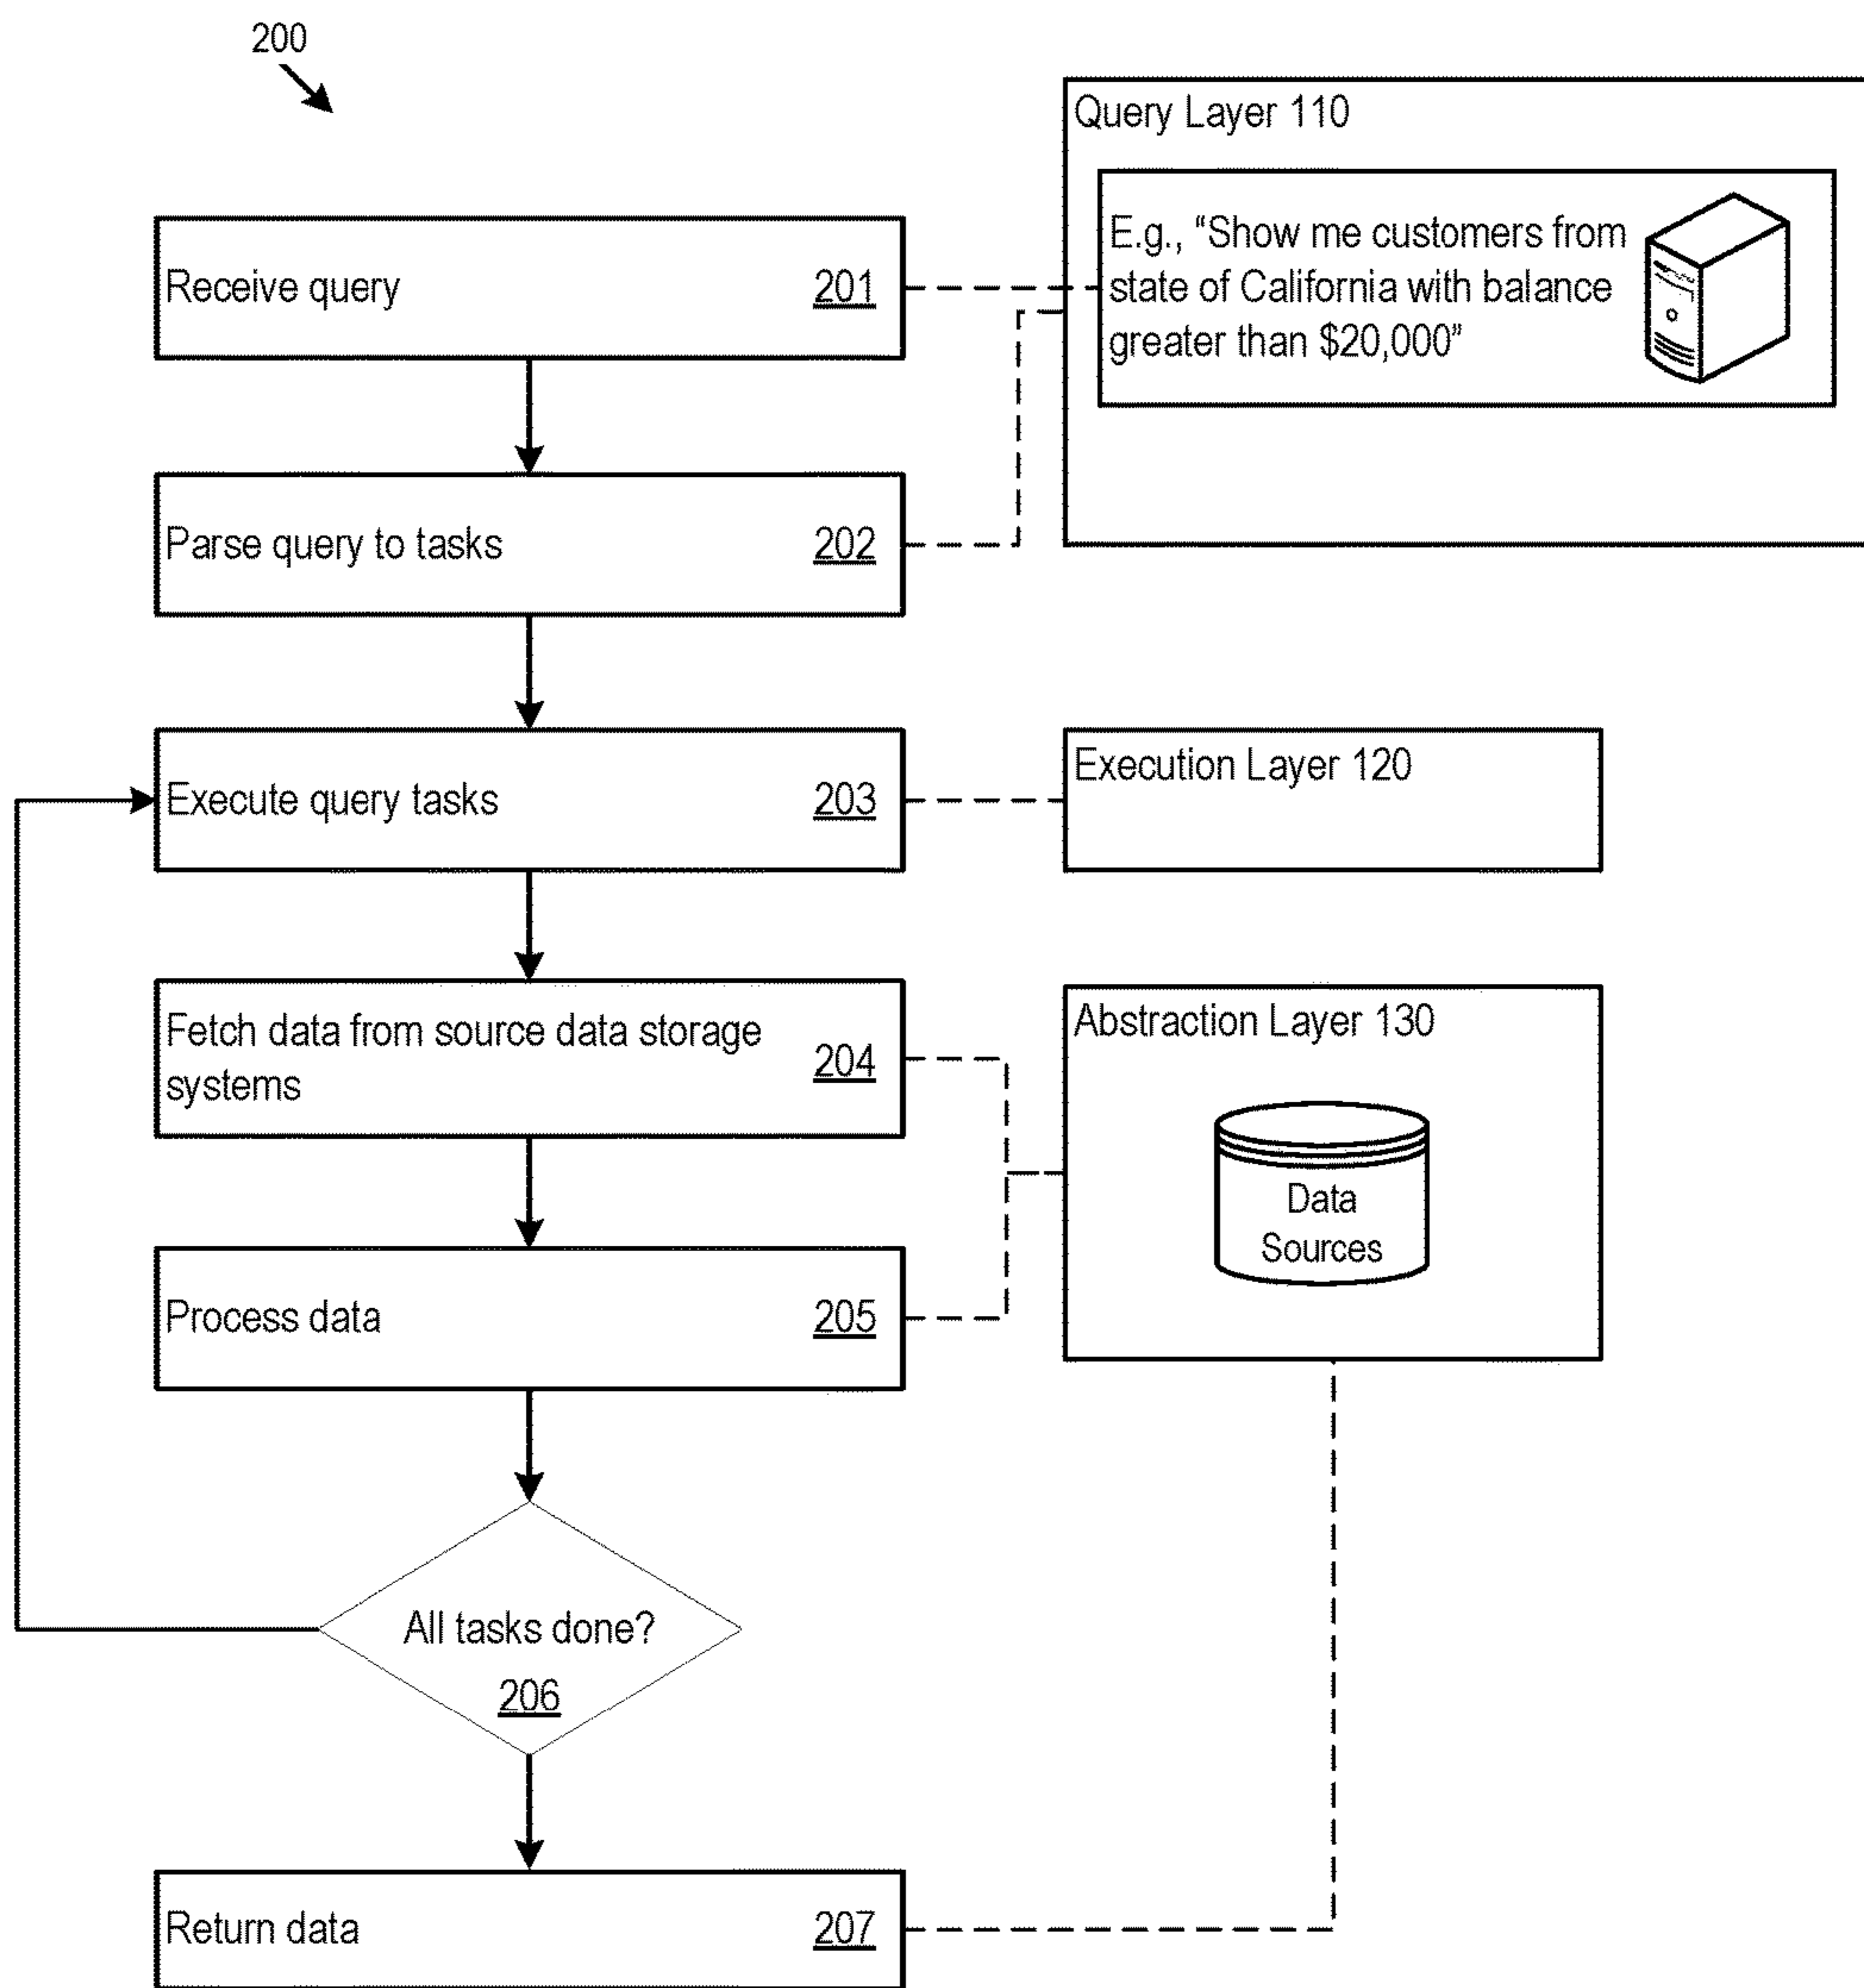 200
Query Layer 110
E.g., “Show me customers from
state of California with balance
greater than $20,000”
Receive query 201
Parse query to tasks 202
Execute query tasks 203
Execution Layer 120
Fetch data from source data storage
systems
204
Abstraction Layer 130
Data
Sources
Process data 205
All tasks done?
206
Return data 207